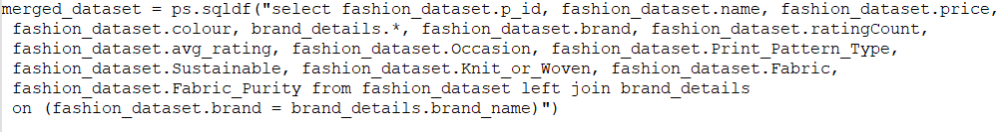 merged_dataset = ps.sqldf("select fashion_dataset.p_id, fashion_dataset.name, fashion_dataset.price,
fashion_dataset.colour, brand_details.*, fashion_dataset.brand, fashion_dataset.ratingCount,
fashion_dataset.avg_rating, fashion_dataset.Occasion, fashion_dataset.Print_Pattern_Type,
fashion_dataset.Sustainable, fashion_dataset.Knit_or_Woven, fashion_dataset.Fabric,
fashion_dataset.Fabric_Purity from fashion_dataset left join brand_details
on (fashion_dataset.brand = brand_details.brand_name)")